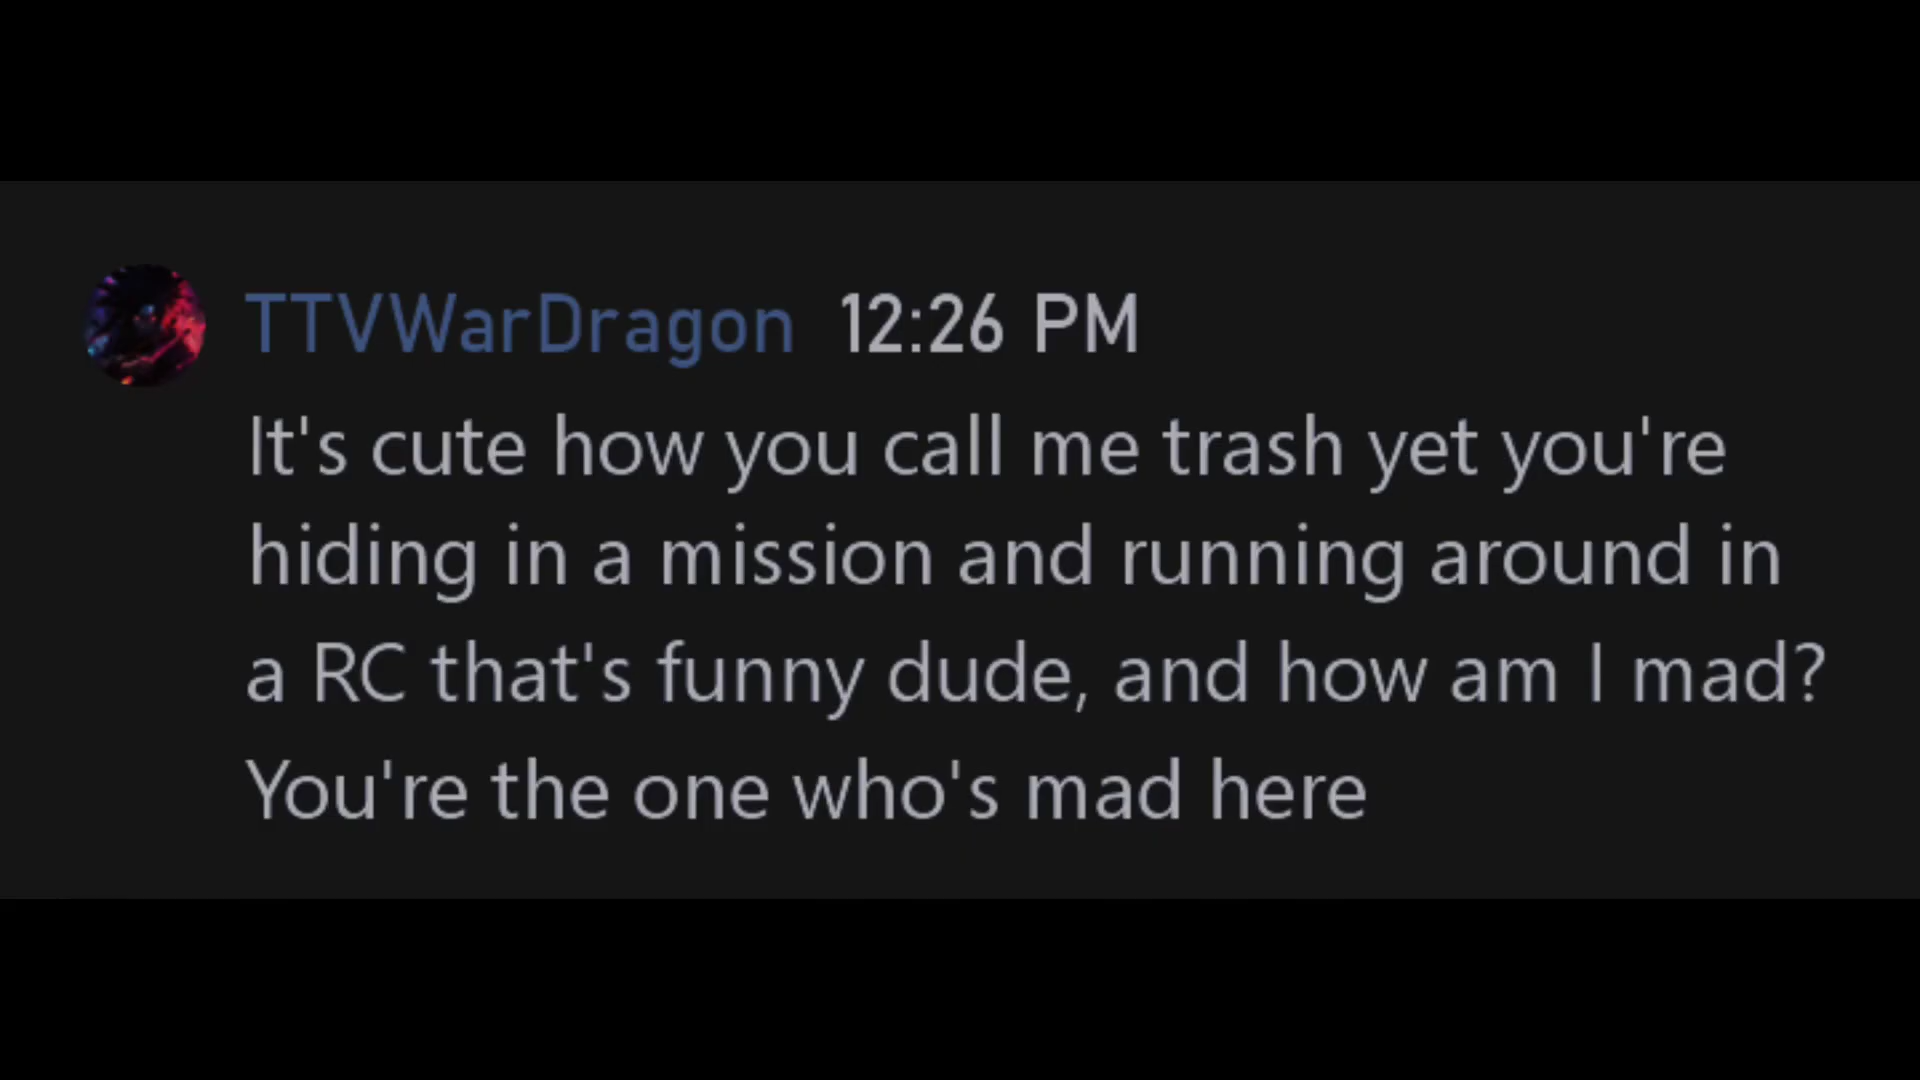 TTVWarDragon 12:26 PM
It's cute how you call me trash yet you're
hiding in a mission and running around in
a RC that's funny dude, and how am I mad?
You're the one who's mad here